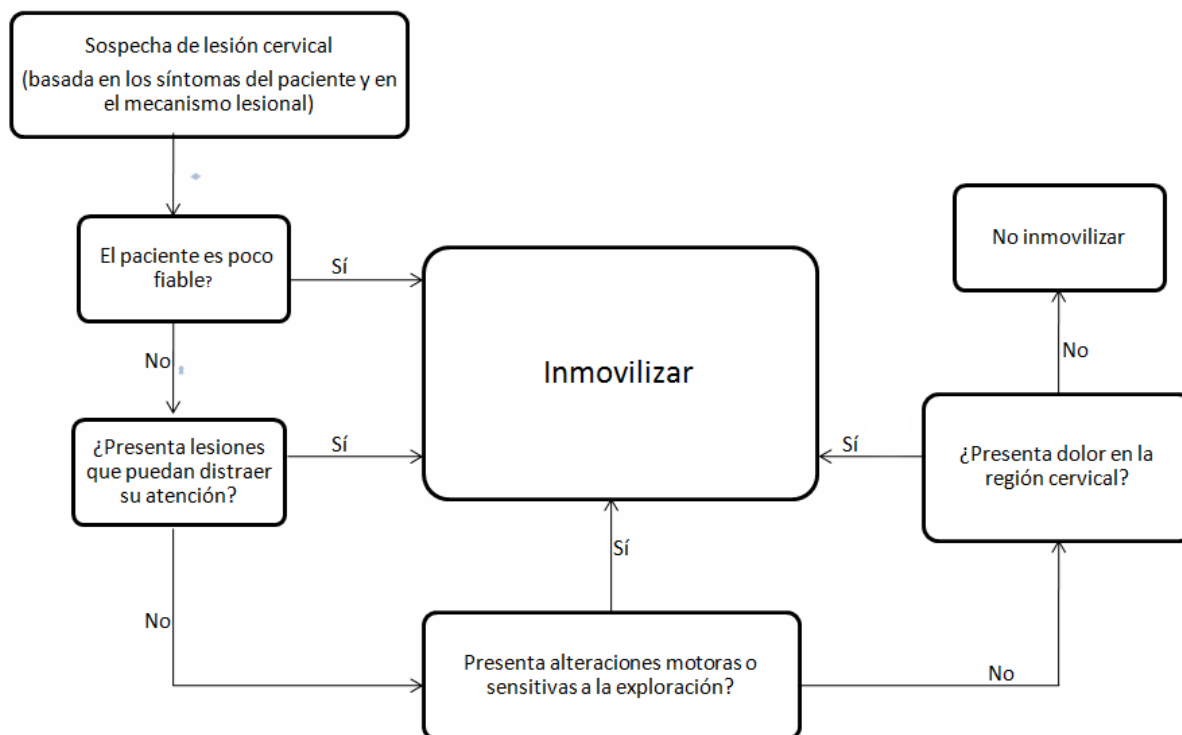 Sospecha de lesión cervical
(basada en los síntomas del paciente y en
el mecanismo lesional)
El paciente es poco
fiable?
Sí
No
¿Presenta lesiones
que puedan distraer
su atención?
Sí
No
Inmovilizar
Presenta alteraciones motoras o
sensitivas a la exploración?
Sí
No
¿Presenta dolor en la
región cervical?
Sí
No
No inmovilizar